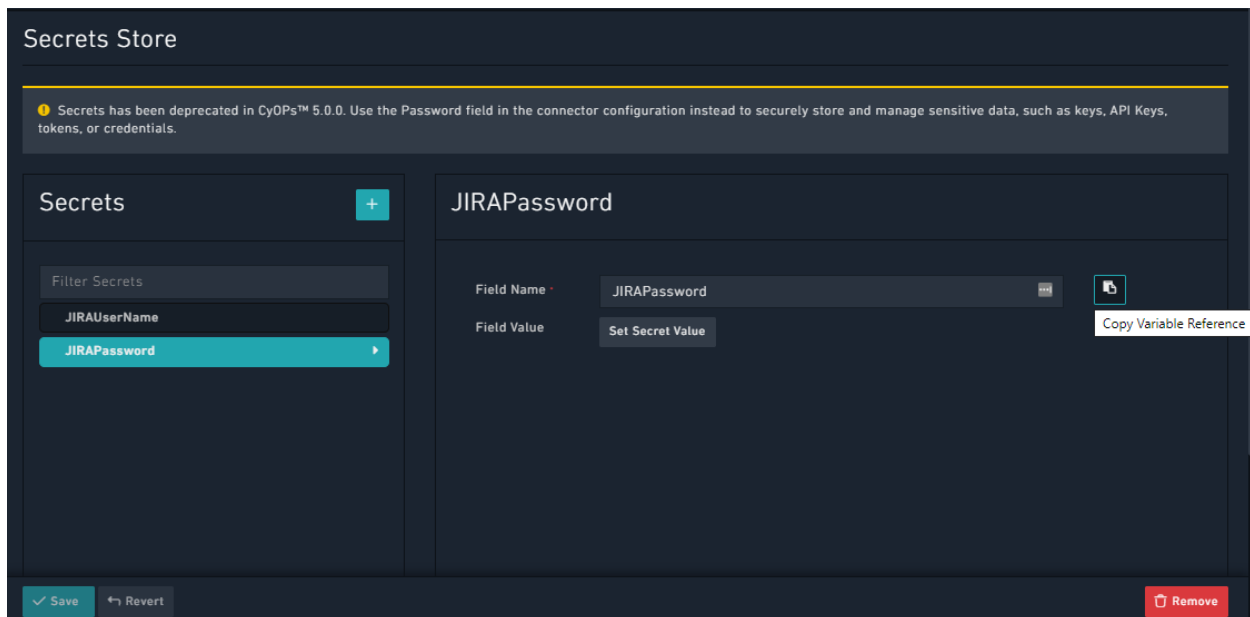 Secrets Store
Secrets has been deprecated in CyOPs™ 5.0.0. Use the Password field in the connector configuration instead to securely store and manage sensitive data, such as keys, API Keys,
tokens, or credentials.
Secrets
+
Filter Secrets
JIRAUserName
JIRAPassword
JIRAPassword
Field Name
JIRAPassword
Copy Variable Reference
Field Value
Set Secret Value
Save
Revert
Remove